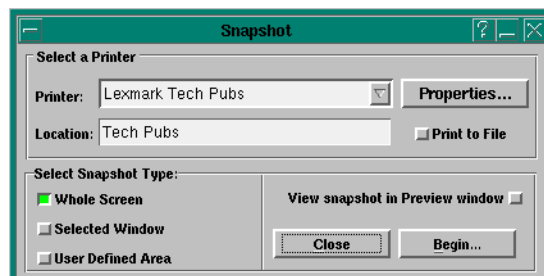 Snapshot
Select a Printer
Printer: Lexmark Tech Pubs Properties...
Location: Tech Pubs Print to File
Select Snapshot Type:
Whole Screen View snapshot in Preview window
Selected Window
Close Begin...
User Defined Area